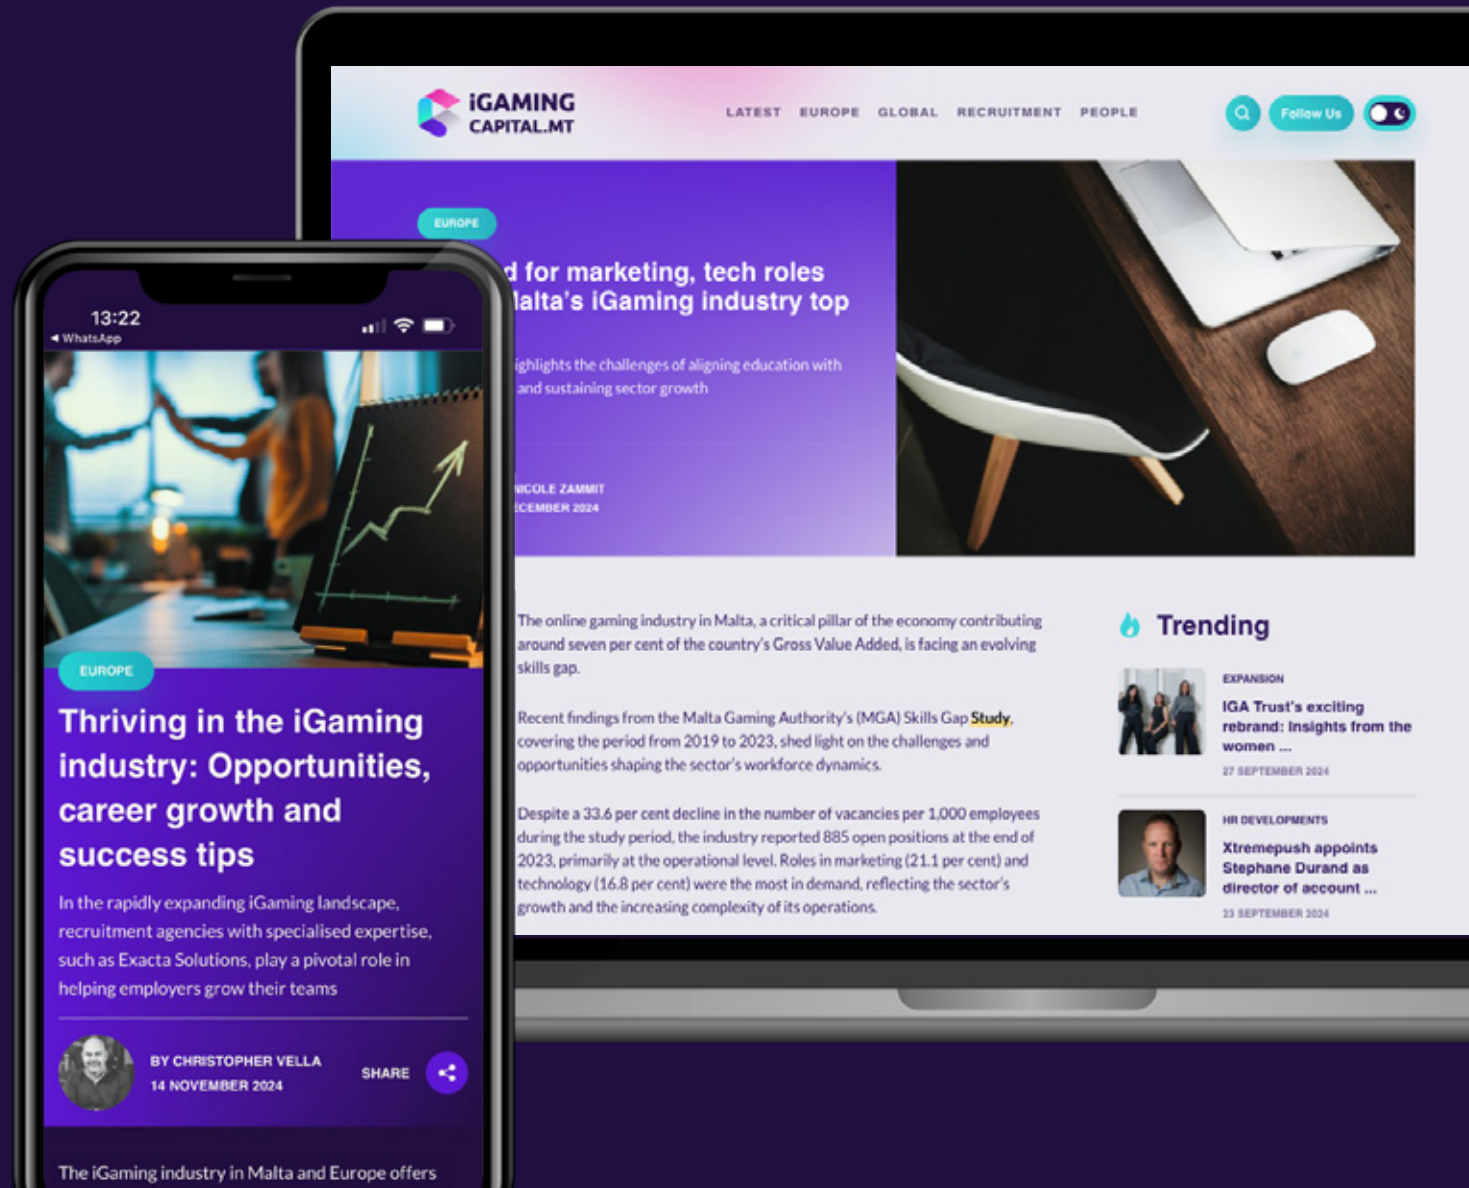 iGAMING
CAPITAL.MT
LATEST EUROPE GLOBAL RECRUITMENT PEOPLE
Follow Us
EUROPE
for marketing, tech roles
Malta's iGaming industry top
highlights the challenges of aligning education with
and sustaining sector growth
NICOLE ZAMMIT
DECEMBER 2024
The online gaming industry in Malta, a critical pillar of the economy contributing
around seven per cent of the country's Gross Value Added, is facing an evolving
skills gap.
Recent findings from the Malta Gaming Authority's (MGA) Skills Gap Study,
covering the period from 2019 to 2023, shed light on the challenges and
opportunities shaping the sector's workforce dynamics.
Despite a 33.6 per cent decline in the number of vacancies per 1,000 employees
during the study period, the industry reported 885 open positions at the end of
2023, primarily at the operational level. Roles in marketing (21.1 per cent) and
technology (16.8 per cent) were the most in demand, reflecting the sector's
growth and the increasing complexity of its operations.
Trending
EXPANSION
IGA Trust's exciting
rebrand: Insights from the
women ...
27 SEPTEMBER 2024
HR DEVELOPMENTS
Xtremepush appoints
Stephane Durand as
director of account ...
23 SEPTEMBER 2024
13:22
WhatsApp
EUROPE
Thriving in the iGaming
industry: Opportunities,
career growth and
success tips
In the rapidly expanding iGaming landscape,
recruitment agencies with specialised expertise,
such as Exacta Solutions, play a pivotal role in
helping employers grow their teams
BY CHRISTOPHER VELLA
14 NOVEMBER 2024
SHARE
The iGaming industry in Malta and Europe offers